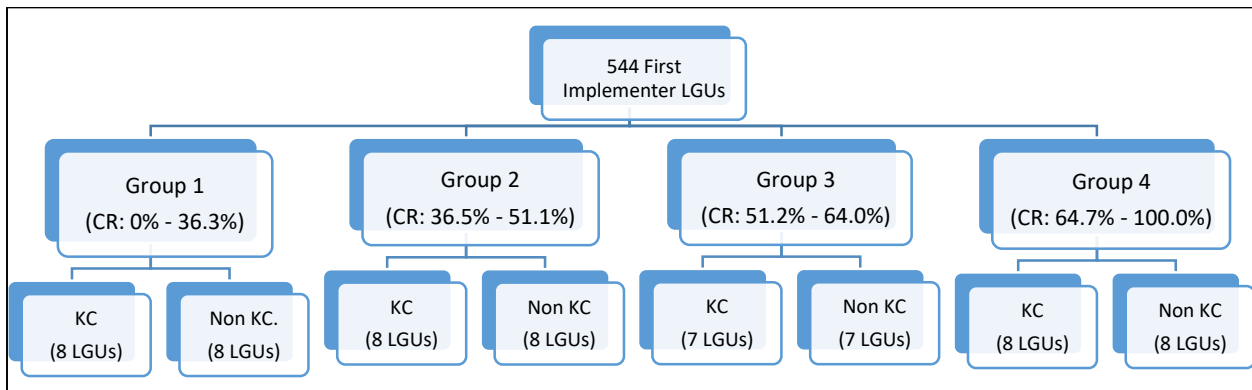 544 First
Implementer LGUs
Group 1
(CR: 0% - 36.3%)
Group 2
(CR: 36.5% - 51.1%)
Group 3
(CR: 51.2% - 64.0%)
Group 4
(CR: 64.7% - 100.0%)
KC
(8 LGUs)
Non KC.
(8 LGUs)
KC
(8 LGUs)
Non KC
(8 LGUs)
KC
(7 LGUs)
Non KC
(7 LGUs)
KC
(8 LGUs)
Non KC
(8 LGUs)